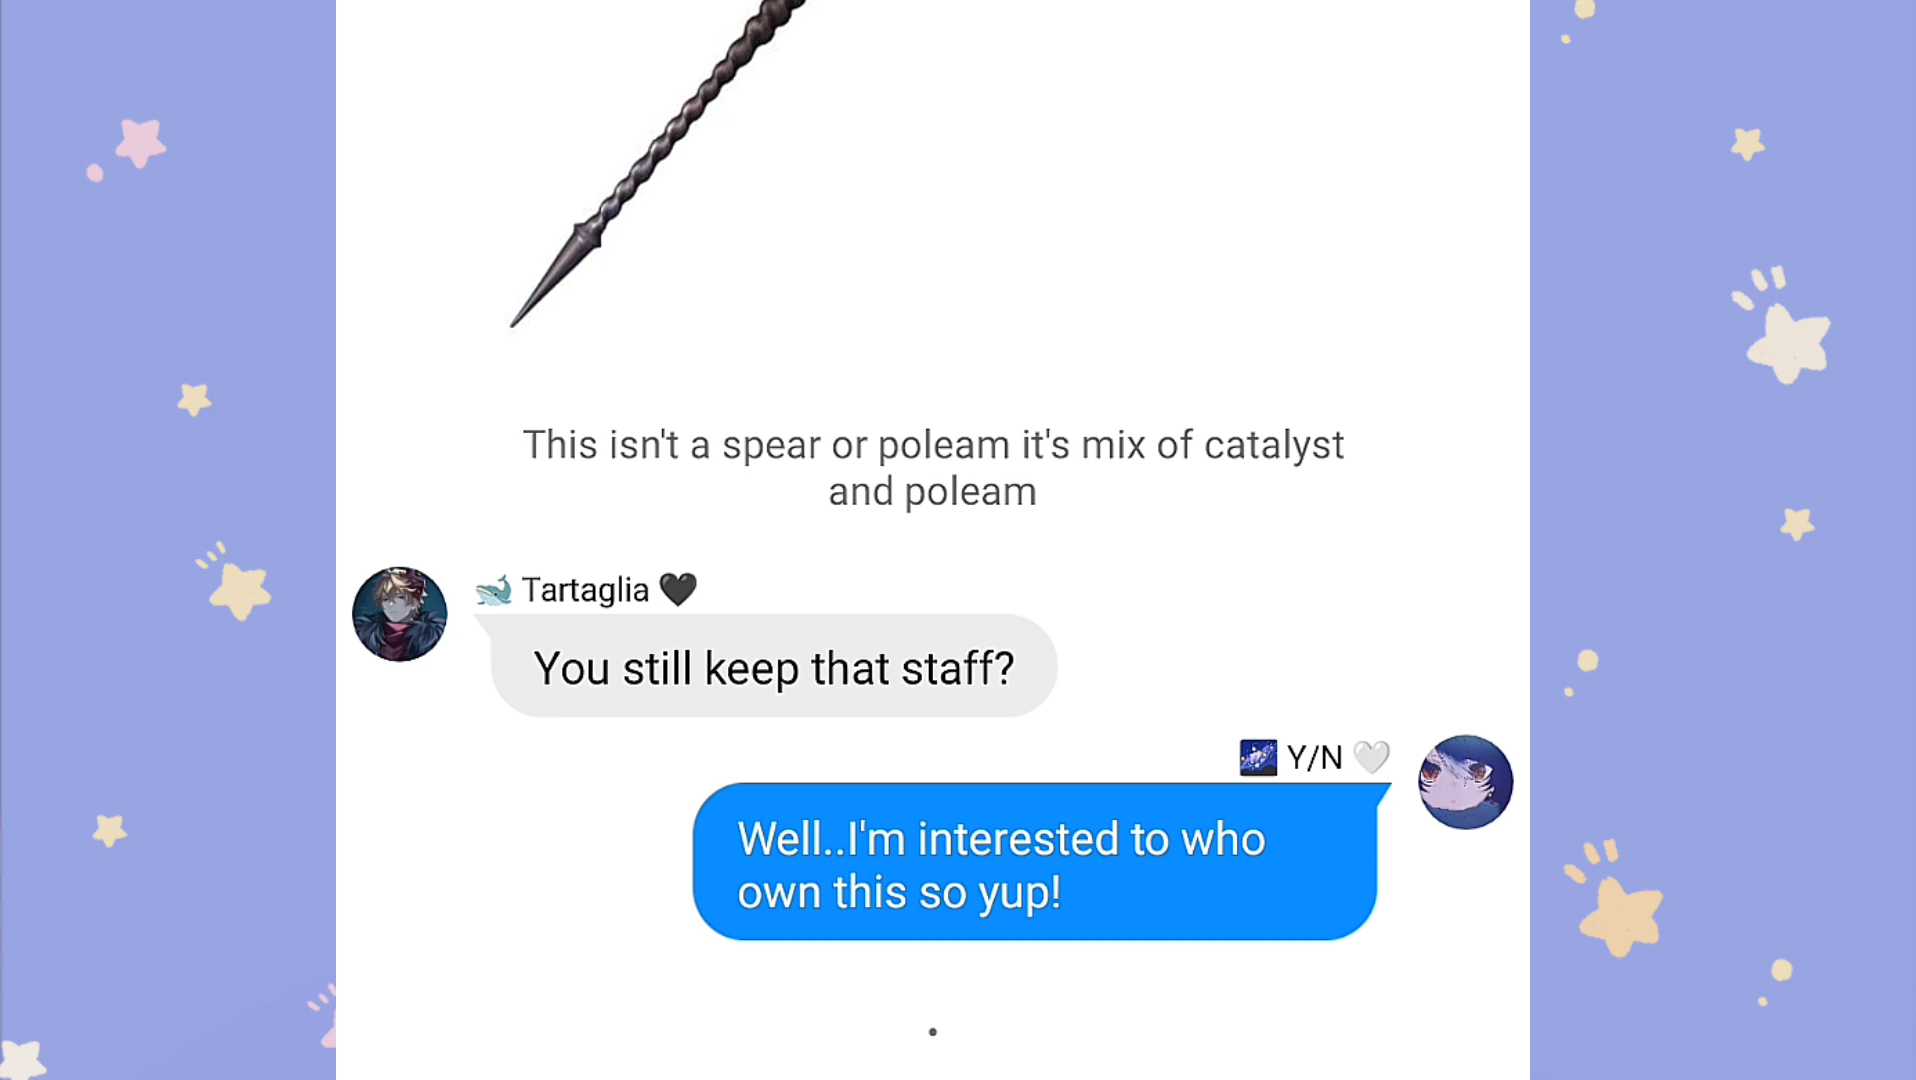 This isn't a spear or poleam it's mix of catalyst
and poleam
🐳 Tartaglia 🖤
You still keep that staff?
🌌 Y/N 🤍
Well..I'm interested to who
own this so yup!
.